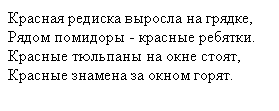 Красная редиска выросла на грядке,
Рядом помидоры - красные ребятки.
Красные тюльпаны на окне стоят,
Красные знамена за окном горят.